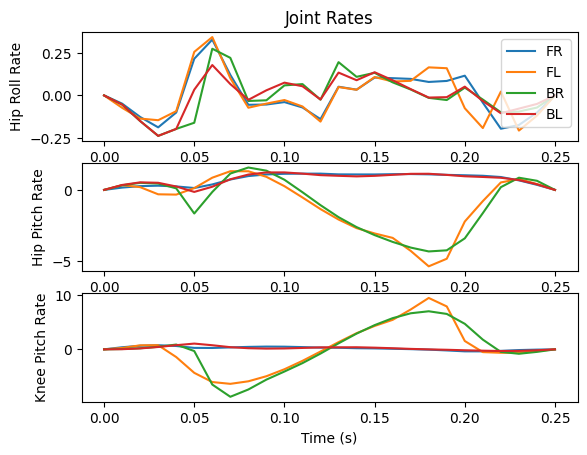 Joint Rates
Hip Roll Rate
0.25
0.00
−0.25
FR
FL
BR
BL
0.00 0.05 0.10 0.15 0.20 0.25
Hip Pitch Rate
0
−5
0.00 0.05 0.10 0.15 0.20 0.25
Knee Pitch Rate
10
0
0.00 0.05 0.10 0.15 0.20 0.25
Time (s)